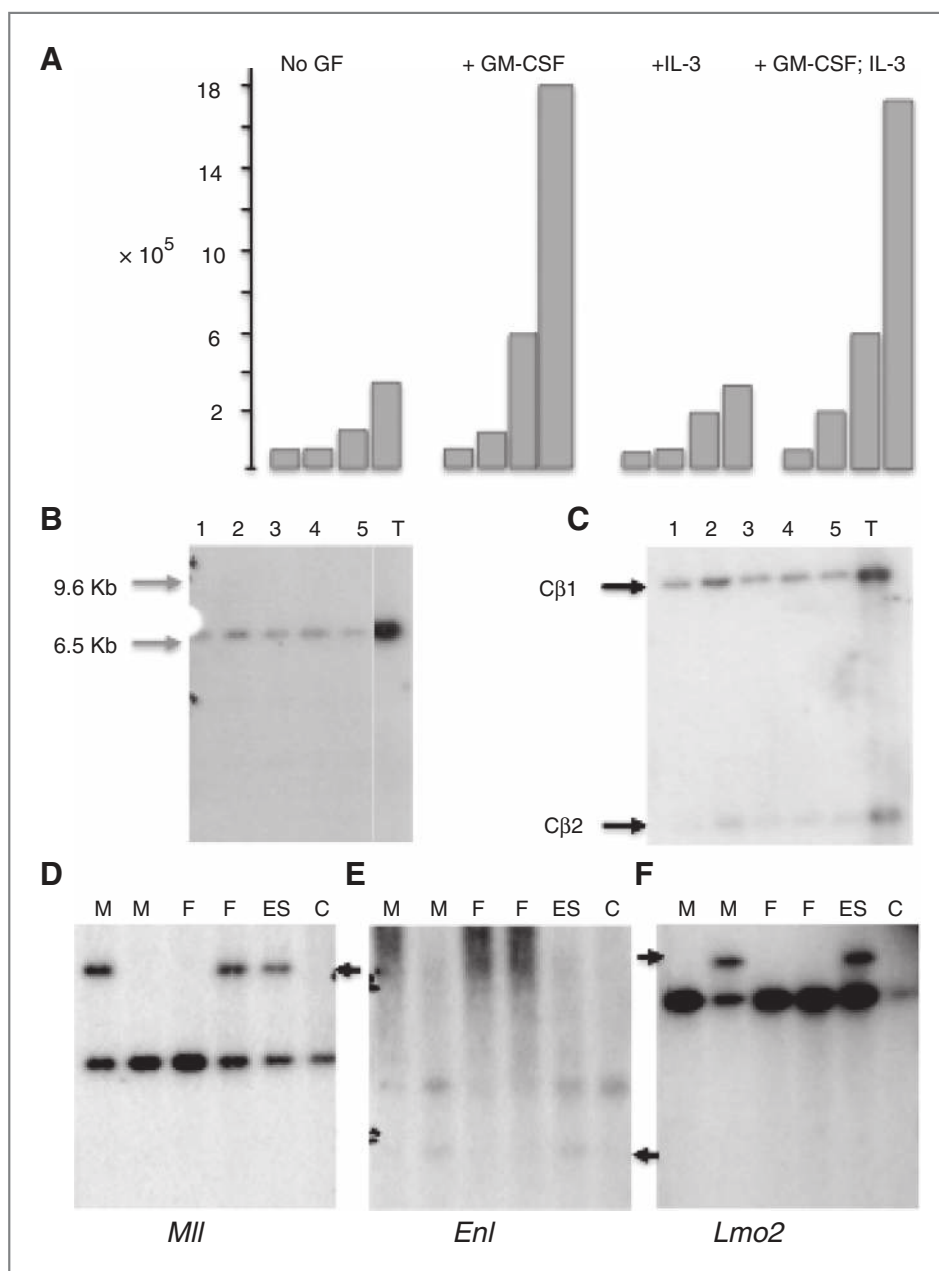 A
No GF + GM-CSF +IL-3 + GM-CSF; IL-3
18
14
× 10⁵ 10
6
2
B
1 2 3 4 5 T
9.6 Kb
6.5 Kb
C
1 2 3 4 5 T
Cβ1
Cβ2
D
M M F F ES C
Mll
E
M M F F ES C
Enl
F
M M F F ES C
Lmo2